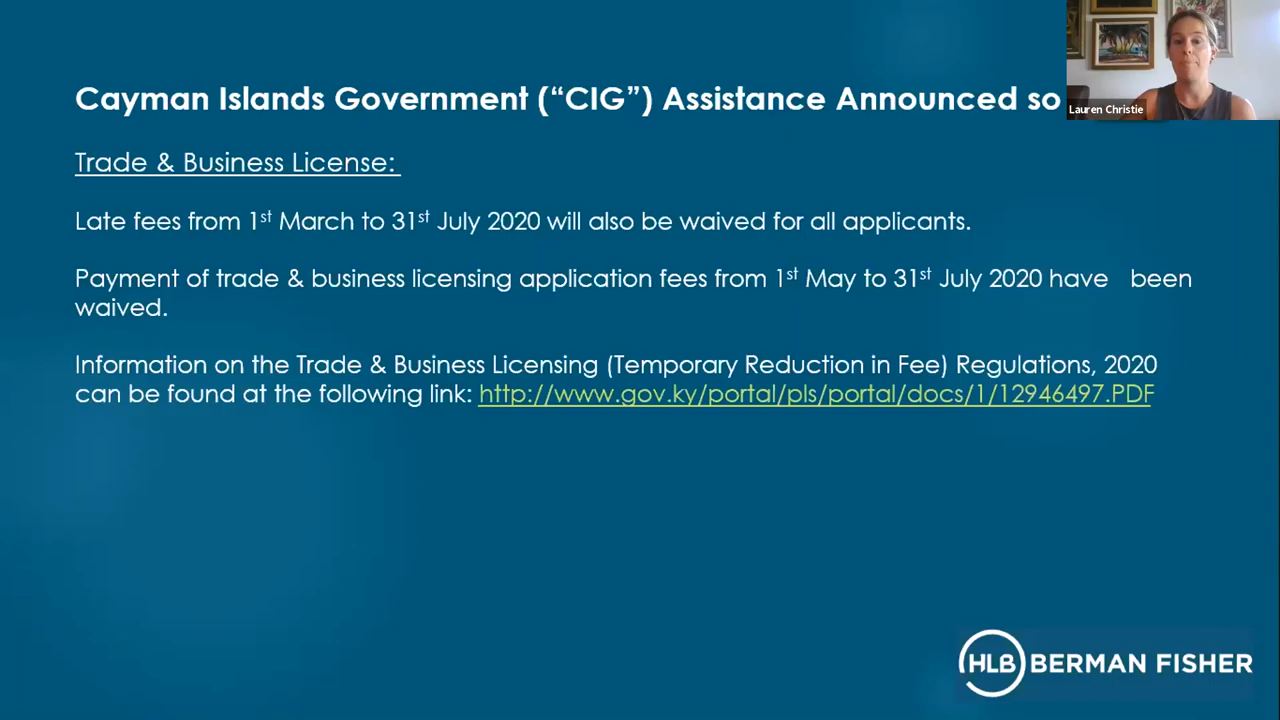 Cayman Islands Government (“CIG”) Assistance Announced so
Lauren Christie
Trade & Business License:
Late fees from 1st March to 31st July 2020 will also be waived for all applicants.
Payment of trade & business licensing application fees from 1st May to 31st July 2020 have been
waived.
Information on the Trade & Business Licensing (Temporary Reduction in Fee) Regulations, 2020
can be found at the following link: http://www.gov.ky/portal/pls/portal/docs/1/12946497.PDF
HLB BERMAN FISHER